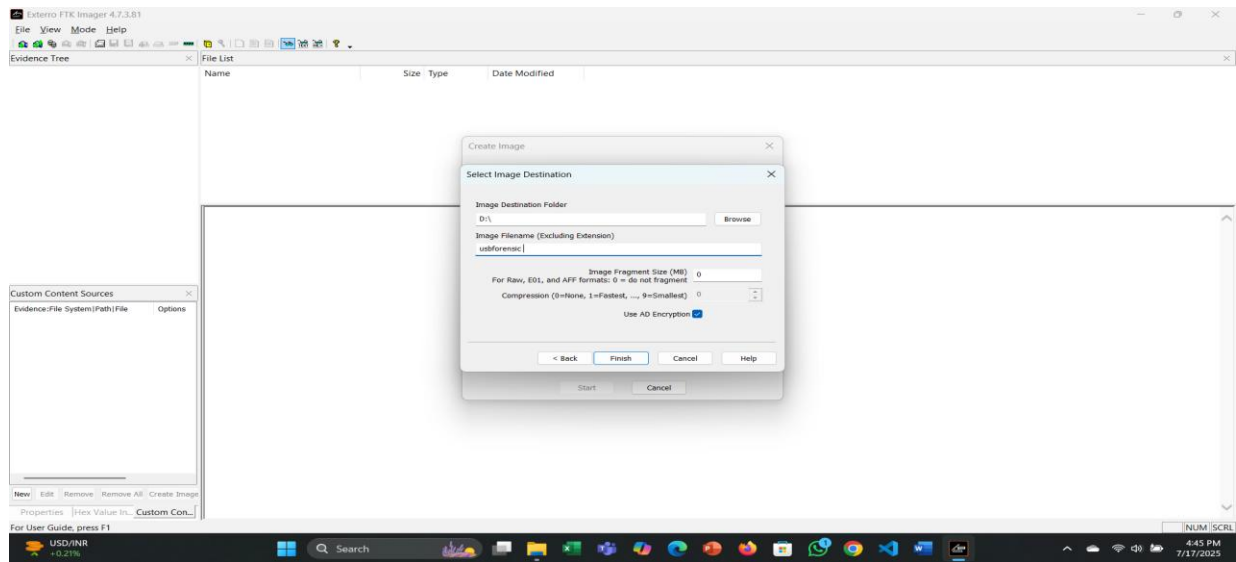 Exterro FTK Imager 4.7.3.81
File View Mode Help
Evidence Tree
File List
Name Size Type Date Modified
Create Image
Select Image Destination
Image Destination Folder
D:\
Browse
Image Filename (Excluding Extension)
usbforensic
Image Fragment Size (MB) 0
For Raw, E01, and AFF formats: 0 = do not fragment
Compression (0=None, 1=Fastest, ..., 9=Smallest) 0
Use AD Encryption
< Back Finish Cancel Help
Start Cancel
Custom Content Sources
Evidence:File System|Path|File Options
New Edit Remove Remove All Create Image
Properties Hex Value In... Custom Con...
For User Guide, press F1
NUM SCRL
USD/INR
+0.21%
Search
4:45 PM
7/17/2025